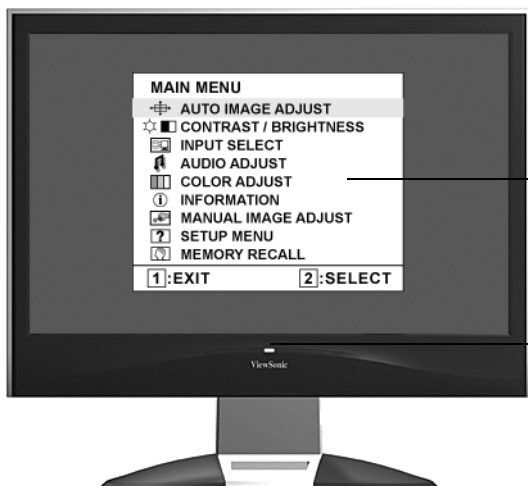 MAIN MENU
AUTO IMAGE ADJUST
CONTRAST / BRIGHTNESS
INPUT SELECT
AUDIO ADJUST
COLOR ADJUST
INFORMATION
MANUAL IMAGE ADJUST
SETUP MENU
MEMORY RECALL
1:EXIT 2:SELECT
ViewSonic